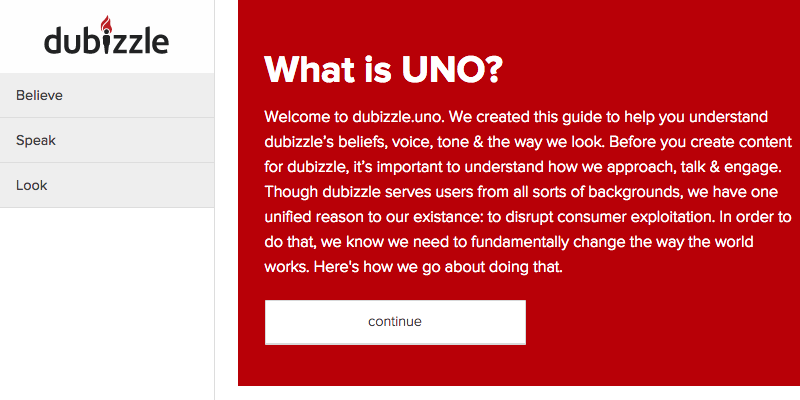 dubizzle
Believe
Speak
Look
What is UNO?
Welcome to dubizzle.uno. We created this guide to help you understand
dubizzle's beliefs, voice, tone & the way we look. Before you create content
for dubizzle, it's important to understand how we approach, talk & engage.
Though dubizzle serves users from all sorts of backgrounds, we have one
unified reason to our existance: to disrupt consumer exploitation. In order to
do that, we know we need to fundamentally change the way the world
works. Here's how we go about doing that.
continue